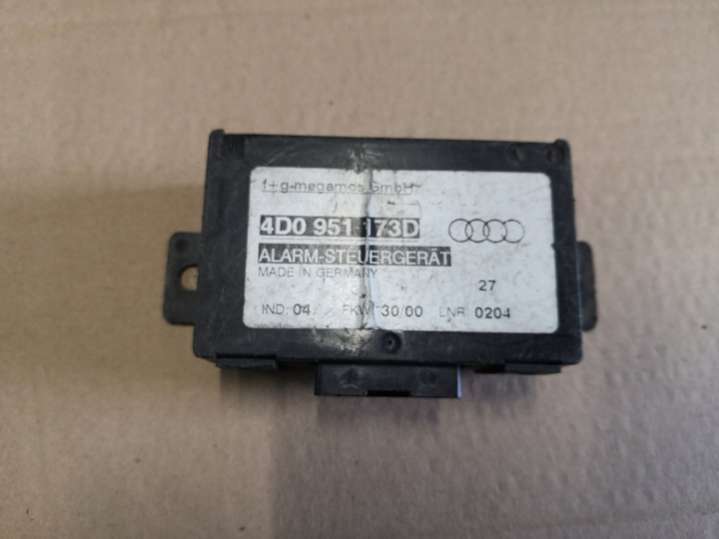 f+g-megamos GmbH
4D0 951 173D
ALARM-STEUERGERÄT
MADE IN GERMANY
27
IND: 04 FKW 30/00 LNR 0204